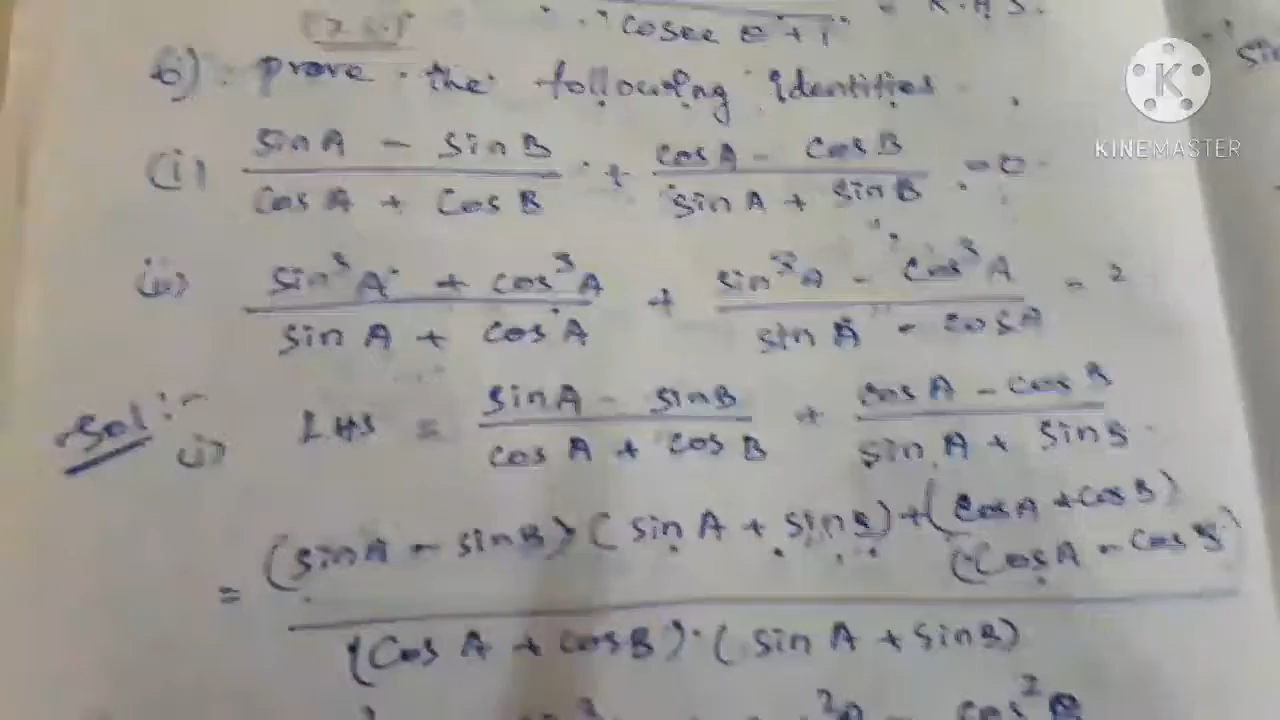 cosec θ + 1 = R.H.S.
6) prove the following identities
(i) sin A - sin B / cos A + cos B + cos A - cos B / sin A + sin B = 0
(ii) sin³A + cos³A / sin A + cos A + sin³A - cos³A / sin A - cos A = 2
Sol:-
(i) LHS = sin A - sin B / cos A + cos B + cos A - cos B / sin A + sin B
= (sin A - sin B) (sin A + sin B) + (cos A + cos B) (cos A - cos B) / (cos A + cos B) . (sin A + sin B)
KINEMASTER